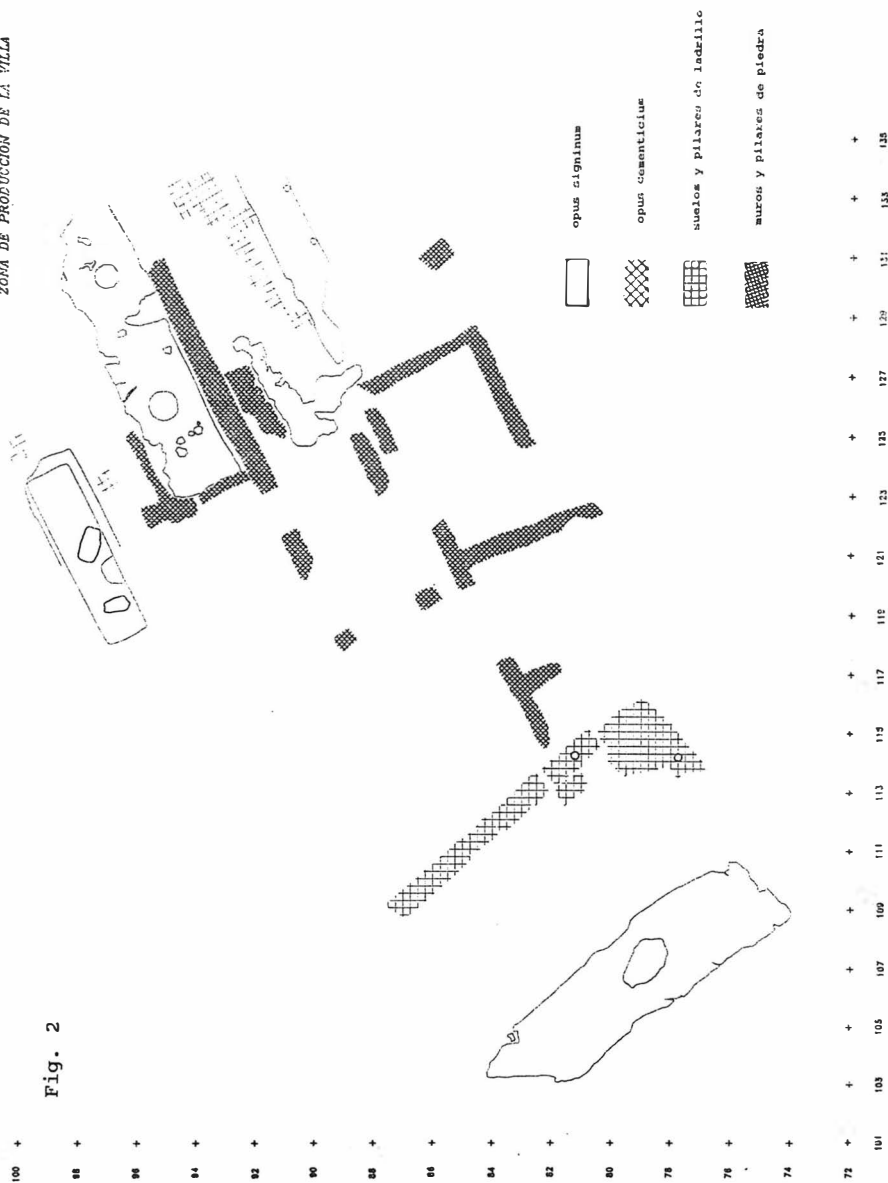 ZONA DE PRODUCCION DE LA VILLA
Fig. 2
opus signinum
opus cementicium
suelos y pilares de ladrillo
muros y pilares de piedra
100
98
96
94
92
90
88
86
84
82
80
78
76
74
72
101 103 105 107 109 111 113 115 117 119 121 123 125 127 129 131 133 135